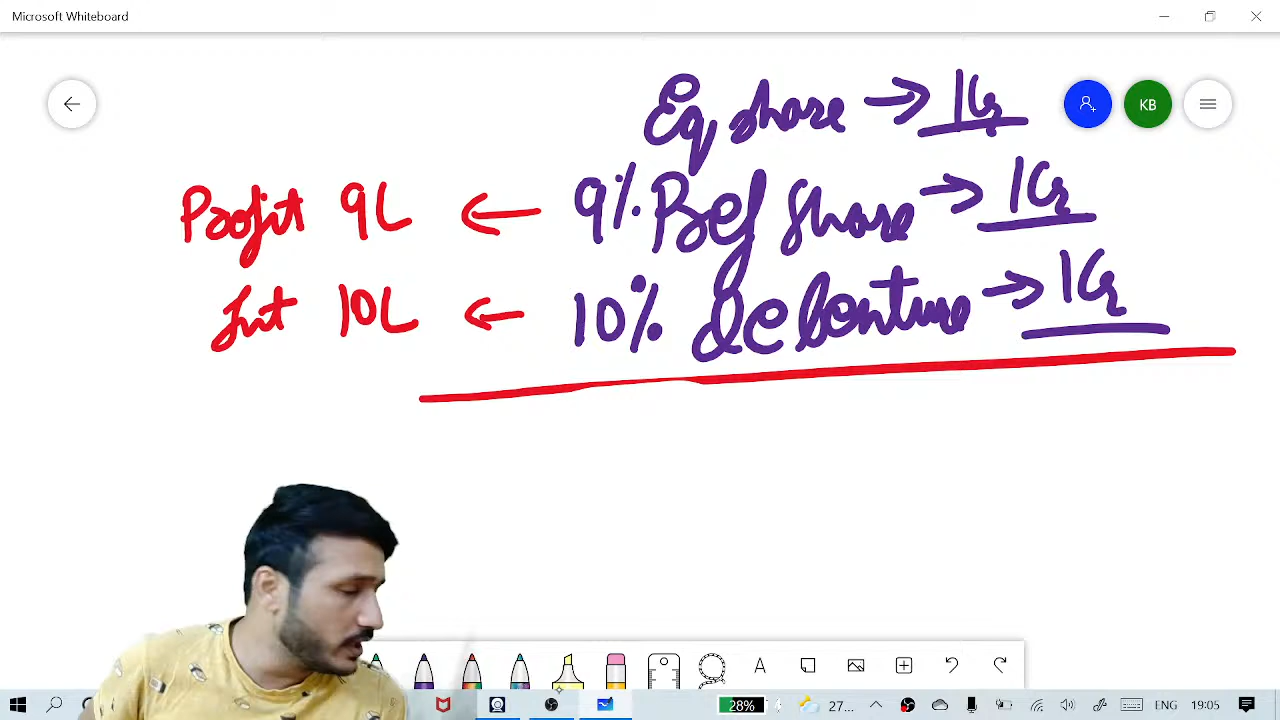 Microsoft Whiteboard
Eq share → 1Cr
KB
Profit 9L ← 9% Pref share → 1Cr
Int 10L ← 10% debenture → 1Cr
28%
27...
ENG
19:05